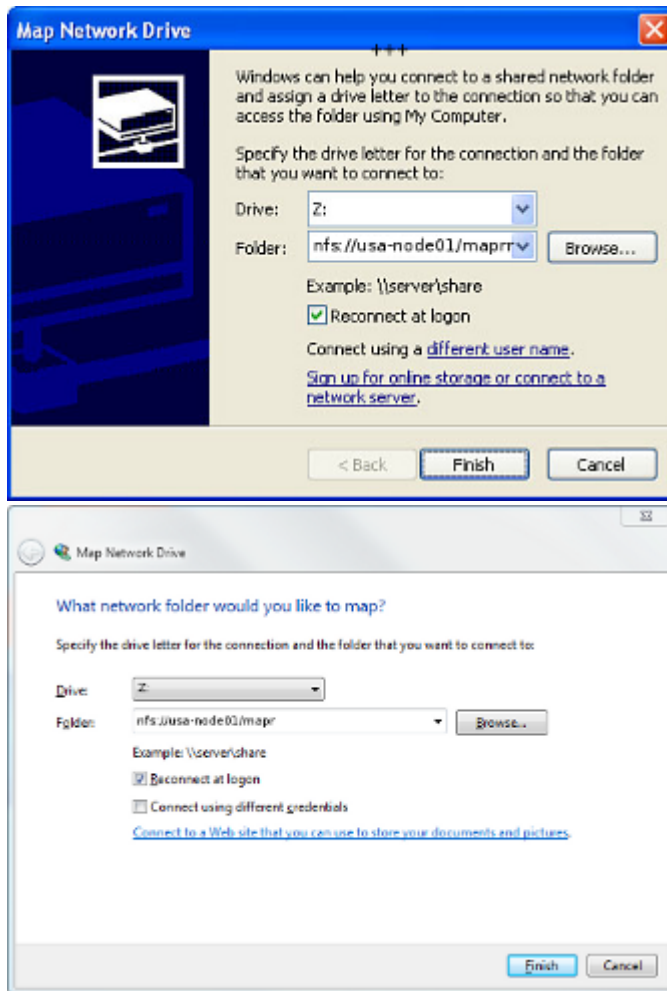 Map Network Drive
+++
Windows can help you connect to a shared network folder
and assign a drive letter to the connection so that you can
access the folder using My Computer.
Specify the drive letter for the connection and the folder
that you want to connect to:
Drive: Z:
Folder: nfs://usa-node01/maprr Browse...
Example: \\server\share
Reconnect at logon
Connect using a different user name.
Sign up for online storage or connect to a
network server.
< Back Finish Cancel
Map Network Drive
What network folder would you like to map?
Specify the drive letter for the connection and the folder that you want to connect to:
Drive: Z:
Folder: nfs://usa-node01/mapr Browse...
Example: \\server\share
Reconnect at logon
Connect using different credentials
Connect to a Web site that you can use to store your documents and pictures.
Finish Cancel